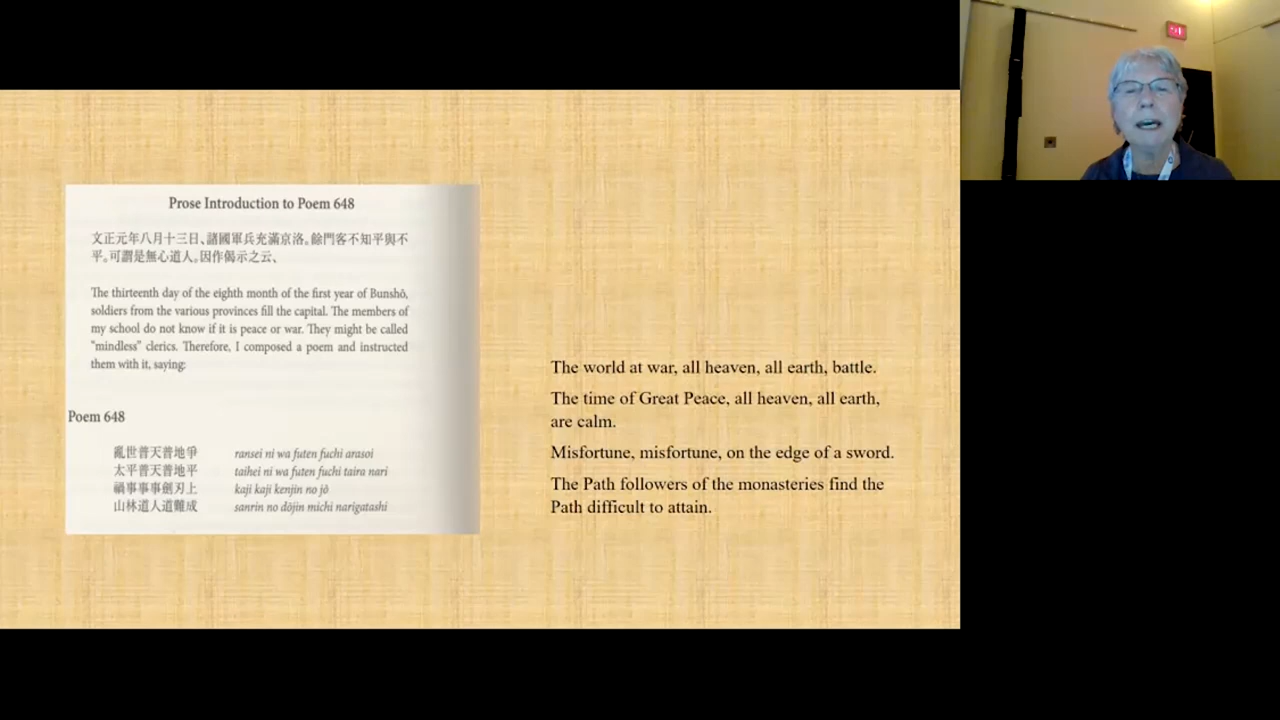 Prose Introduction to Poem 648
文正元年八月十三日、諸國軍兵充滿京洛。餘門客不知平與不
平。可謂是無心道人。因作偈示之云、
The thirteenth day of the eighth month of the first year of Bunshō,
soldiers from the various provinces fill the capital. The members of
my school do not know if it is peace or war. They might be called
"mindless" clerics. Therefore, I composed a poem and instructed
them with it, saying:
Poem 648
亂世普天普地爭 ransei ni wa futen fuchi arasoi
太平普天普地平 taihei ni wa futen fuchi taira nari
禍事事事劍刃上 kaji kaji kenjin no jō
山林道人道難成 sanrin no dōjin michi narigatashi
The world at war, all heaven, all earth, battle.
The time of Great Peace, all heaven, all earth,
are calm.
Misfortune, misfortune, on the edge of a sword.
The Path followers of the monasteries find the
Path difficult to attain.